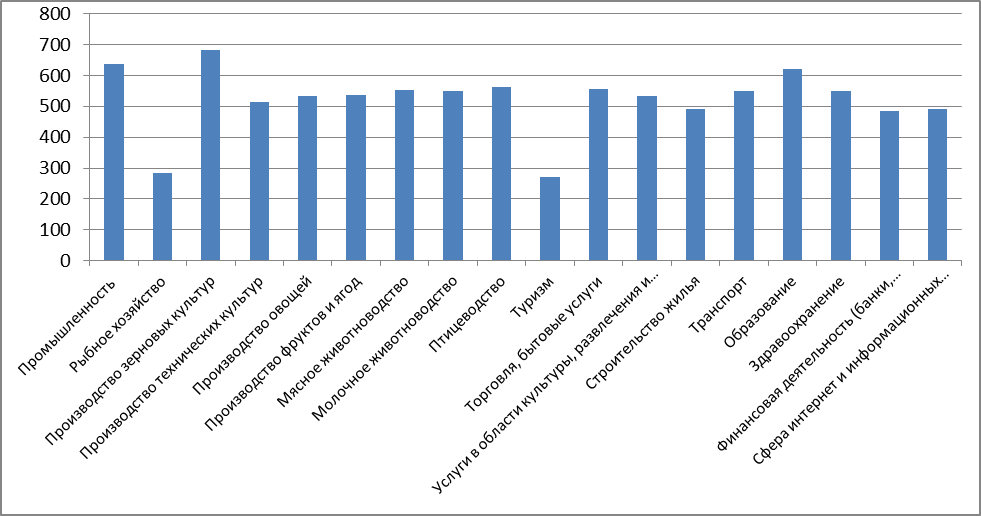 800
700
600
500
400
300
200
100
0
Промышленность
Рыбное хозяйство
Производство зерновых культур
Производство технических культур
Производство овощей
Производство фруктов и ягод
Мясное животноводство
Молочное животноводство
Птицеводство
Туризм
Торговля, бытовые услуги
Услуги в области культуры, развлечения и...
Строительство жилья
Транспорт
Образование
Здравоохранение
Финансовая деятельность (банки,...
Сфера интернет и информационных...